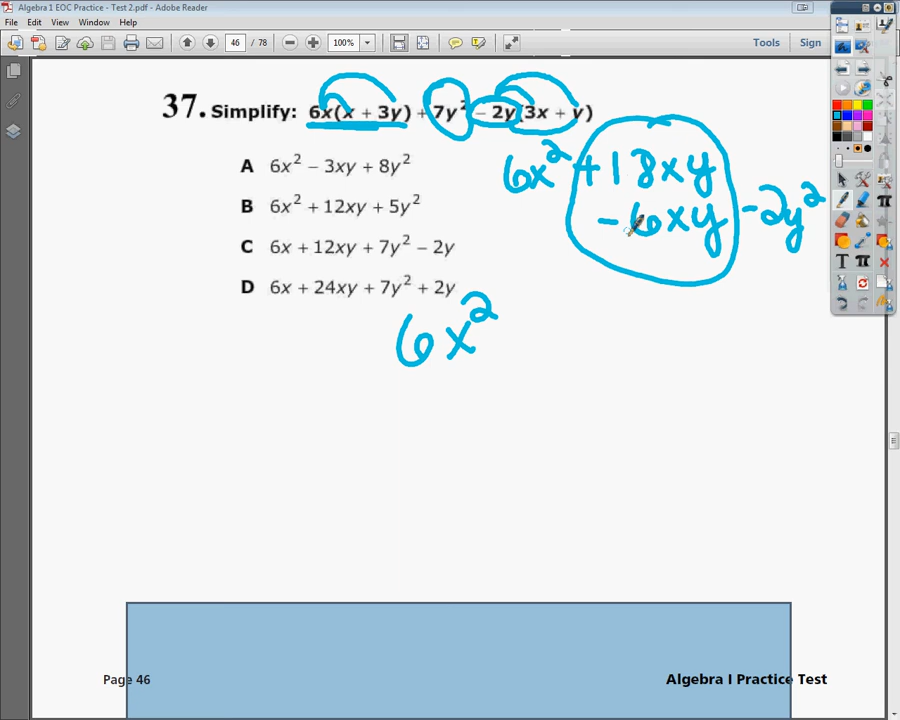 Algebra 1 EOC Practice - Test 2.pdf - Adobe Reader
File Edit View Window Help
46 / 78 100% Tools Sign
37. Simplify: 6x(x + 3y) + 7y² − 2y(3x + y)
6x² + 18xy
A 6x² − 3xy + 8y²
B 6x² + 12xy + 5y²
− 6xy − 2y²
C 6x + 12xy + 7y² − 2y
D 6x + 24xy + 7y² + 2y
6x²
Page 46 Algebra I Practice Test